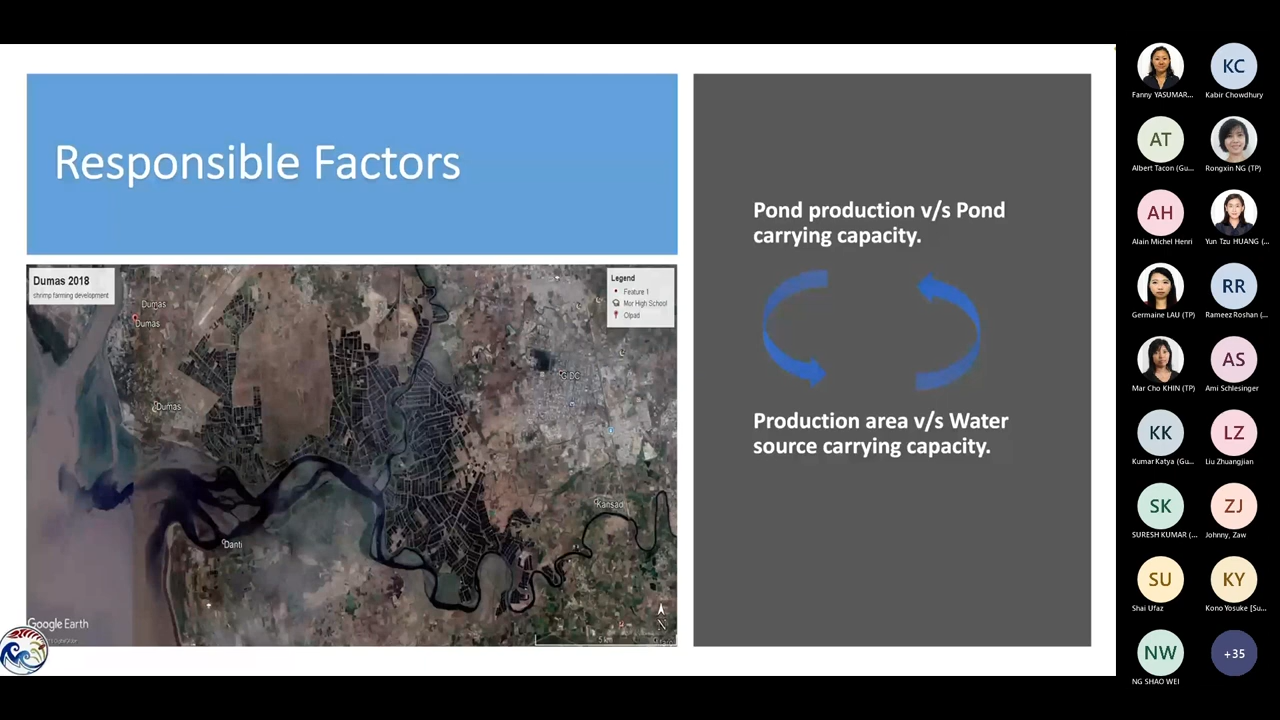 Responsible Factors
Dumas 2018
shrimp farming development
Legend
Feature 1
Mor High School
Olpad
Dumas
Dumas
Dumas
GIDC
Kansad
Danti
Google Earth
N
5 km
Pond production v/s Pond
carrying capacity.
Production area v/s Water
source carrying capacity.
Fanny YASUMAR...
KC
Kabir Chowdhury
AT
Albert Tacon (Gu...
Rongxin NG (TP)
AH
Alain Michel Henri
Yun Tzu HUANG (...
Germaine LAU (TP)
RR
Rameez Roshan (...
Mar Cho KHIN (TP)
AS
Ami Schlesinger
KK
Kumar Katya (Gu...
LZ
Liu Zhuangjian
SK
SURESH KUMAR (...
ZJ
Johnny, Zaw
SU
Shai Ufaz
KY
Kono Yosuke [Su...
NW
NG SHAO WEI
+35